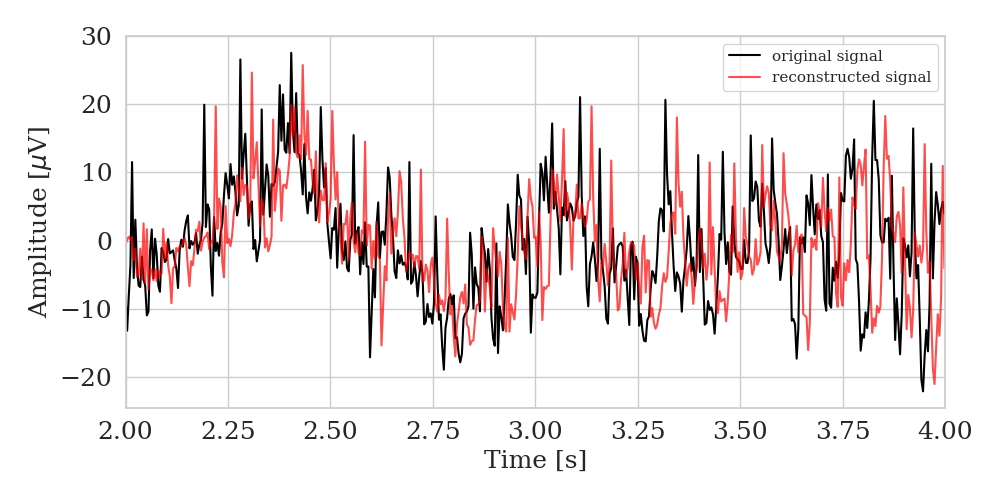 30
20
10
0
−10
−20
Amplitude [μV]
original signal
reconstructed signal
2.00 2.25 2.50 2.75 3.00 3.25 3.50 3.75 4.00
Time [s]